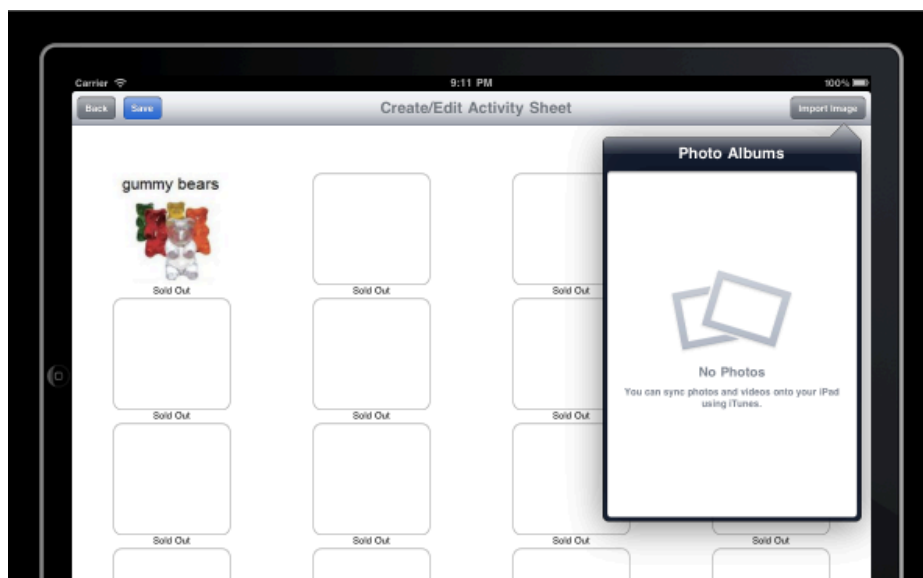 Carrier 9:11 PM 100%
Back Save Create/Edit Activity Sheet Import Image
Photo Albums
gummy bears
No Photos
You can sync photos and videos onto your iPad
using iTunes.
Sold Out Sold Out Sold Out
Sold Out Sold Out Sold Out
Sold Out Sold Out Sold Out Sold Out